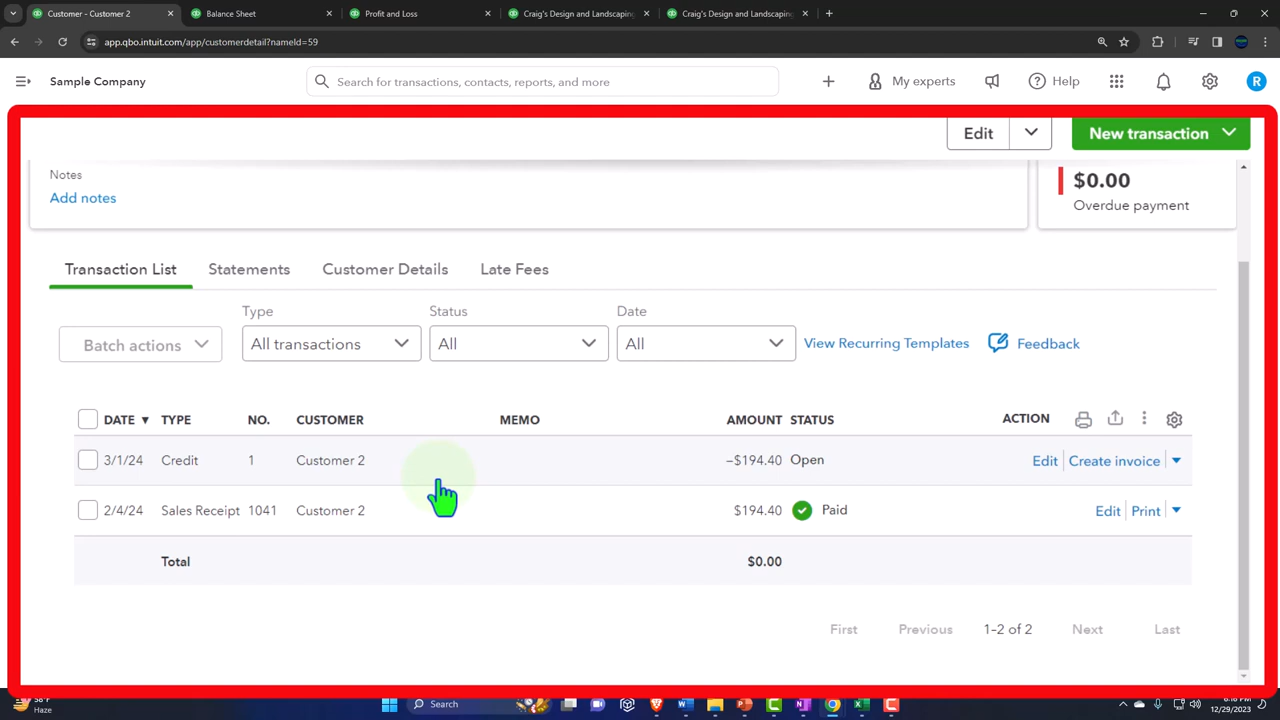 Customer - Customer 2
Balance Sheet
Profit and Loss
Craig's Design and Landscaping
Craig's Design and Landscaping
app.qbo.intuit.com/app/customerdetail?nameId=59
Sample Company
Search for transactions, contacts, reports, and more
My experts
Help
R
Edit
New transaction
Notes
Add notes
$0.00
Overdue payment
Transaction List Statements Customer Details Late Fees
Type Status Date
Batch actions All transactions All All View Recurring Templates Feedback
DATE TYPE NO. CUSTOMER MEMO AMOUNT STATUS ACTION
3/1/24 Credit 1 Customer 2 –$194.40 Open Edit Create invoice
2/4/24 Sales Receipt 1041 Customer 2 $194.40 Paid Edit Print
Total $0.00
First Previous 1–2 of 2 Next Last
Haze
Search
12/29/2023